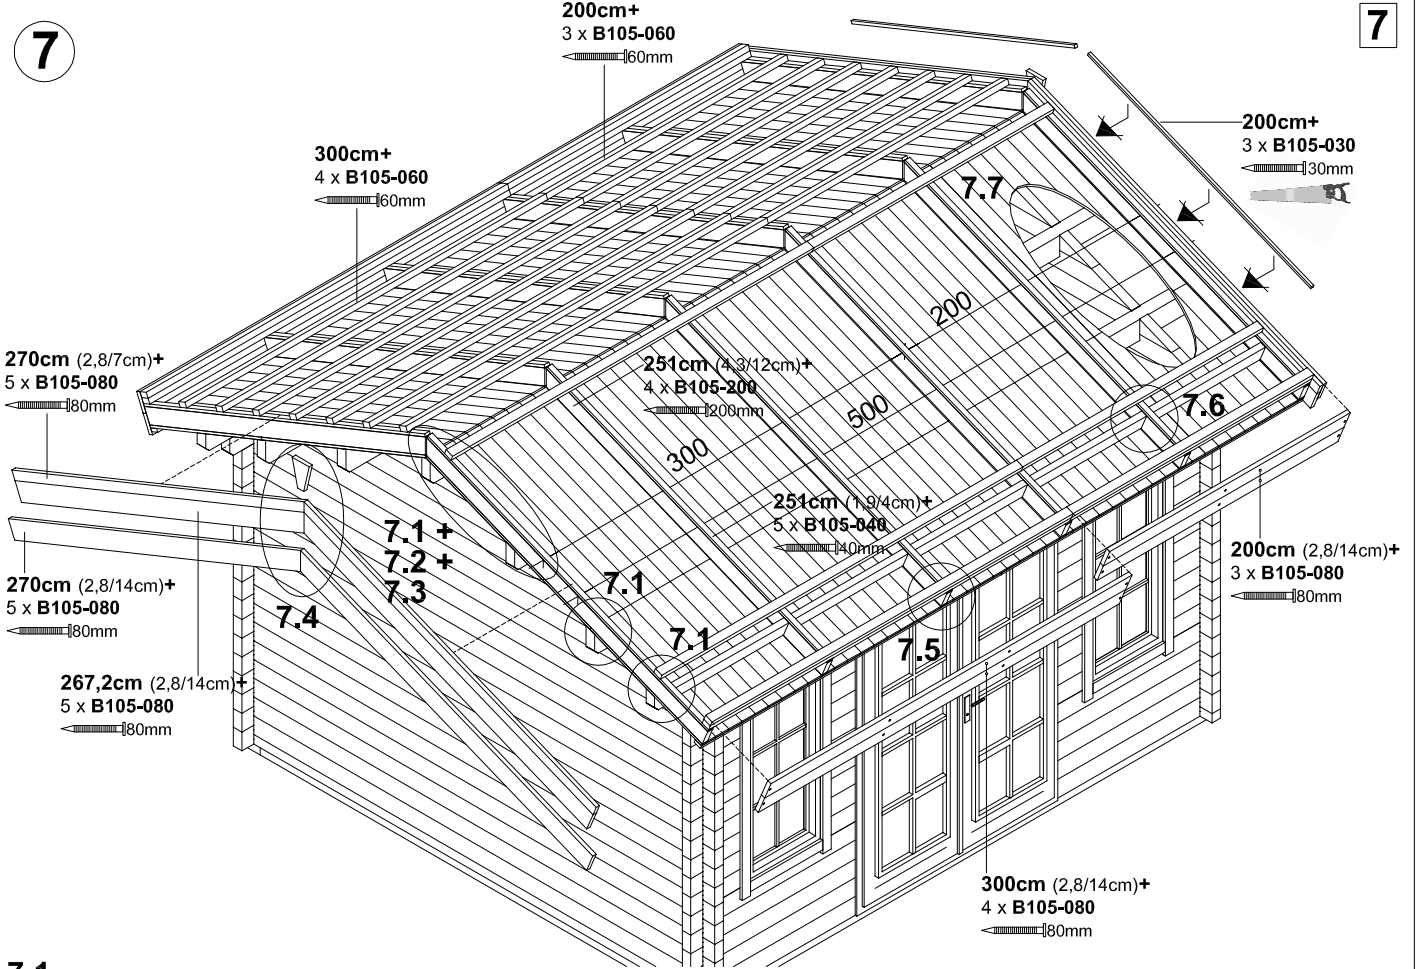 7
7
200cm+
3 x B105-060
60mm
300cm+
4 x B105-060
60mm
200cm+
3 x B105-030
30mm
7.7
200
270cm (2,8/7cm)+
5 x B105-080
80mm
251cm (4,3/12cm)+
4 x B105-200
200mm
500
7.6
300
251cm (1,9/4cm)+
5 x B105-040
40mm
7.1 +
7.2 +
7.3
200cm (2,8/14cm)+
3 x B105-080
80mm
270cm (2,8/14cm)+
5 x B105-080
80mm
7.4
7.1
7.1
7.5
267,2cm (2,8/14cm)+
5 x B105-080
80mm
300cm (2,8/14cm)+
4 x B105-080
80mm
7.1